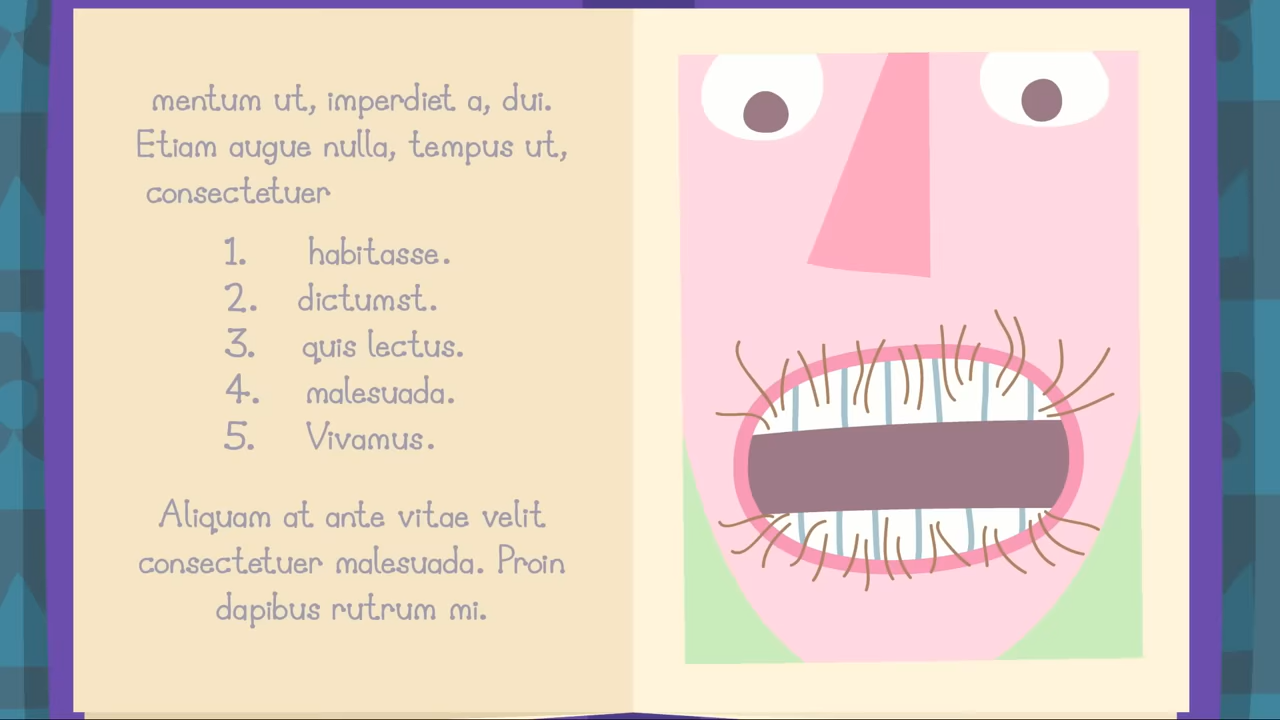 mentum ut, imperdiet a, dui.
Etiam augue nulla, tempus ut,
consectetuer
1. habitasse.
2. dictumst.
3. quis lectus.
4. malesuada.
5. Vivamus.
Aliquam at ante vitae velit
consectetuer malesuada. Proin
dapibus rutrum mi.